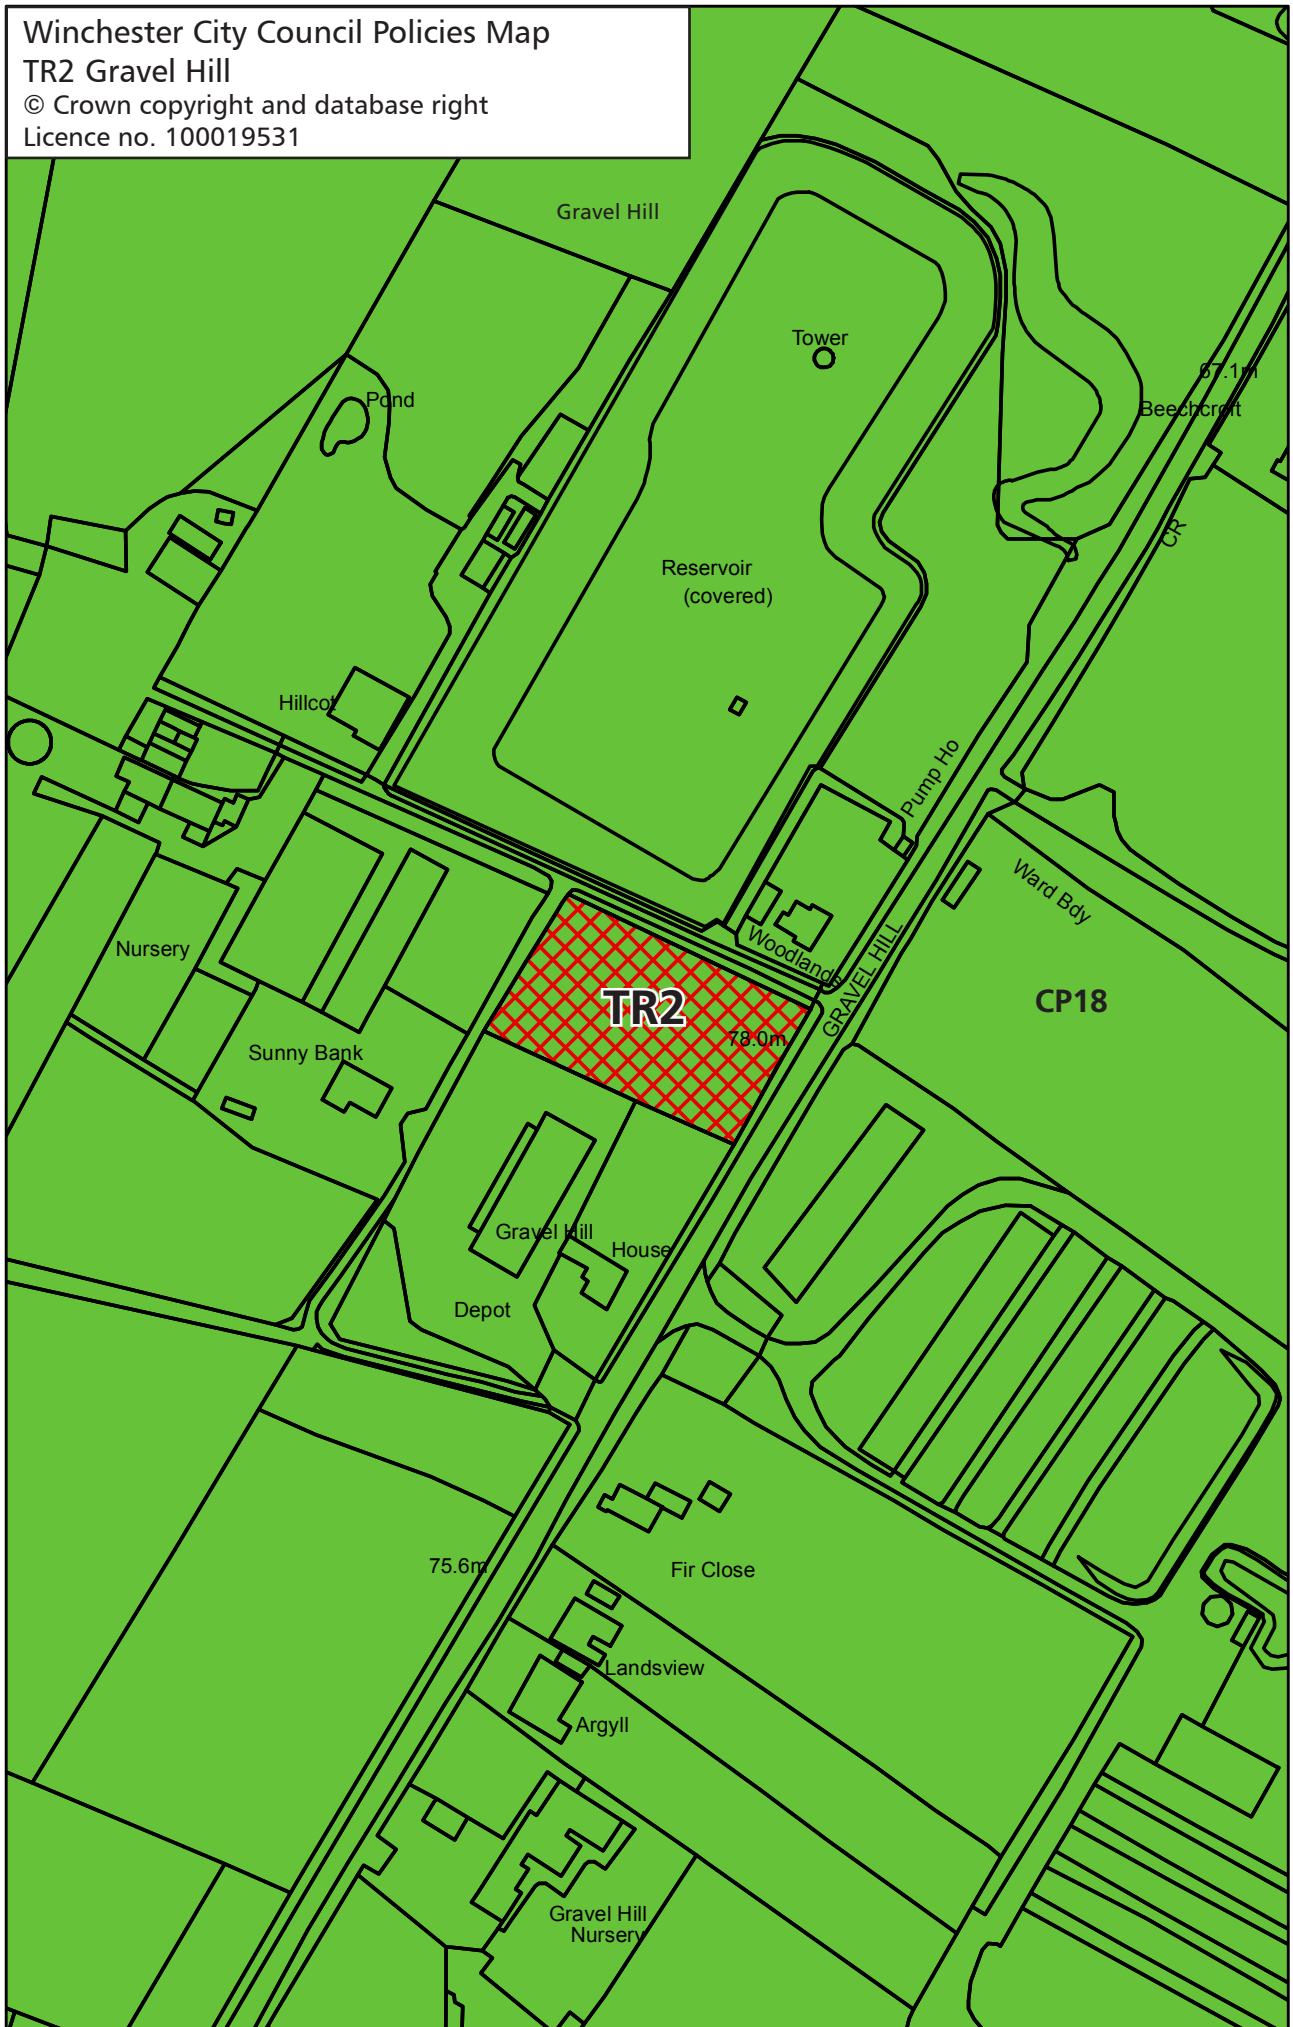 Winchester City Council Policies Map
TR2 Gravel Hill
© Crown copyright and database right
Licence no. 100019531
Gravel Hill
Tower
67.1m
Pond
Beechcroft
CR
Reservoir
(covered)
Hillcot
Pump Ho
Ward Bdy
Nursery
Woodlands
GRAVEL HILL
CP18
TR2
78.0m
Sunny Bank
Gravel Hill
House
Depot
75.6m
Fir Close
Landsview
Argyll
Gravel Hill
Nursery